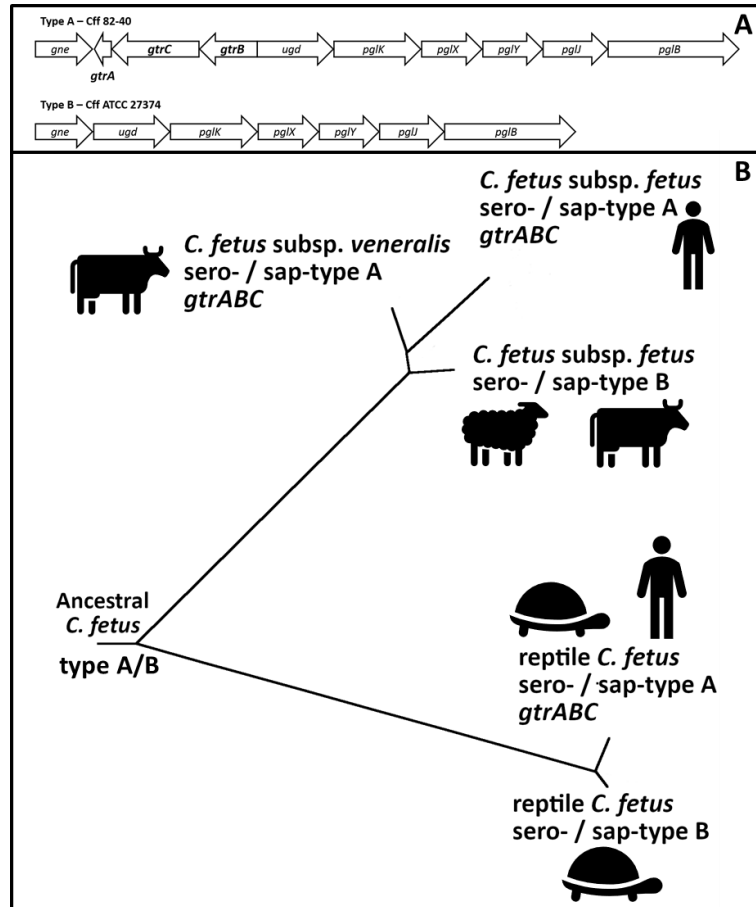 A
Type A – Cff 82-40
gne gtrC gtrB ugd pglK pglX pglY pglJ pglB
gtrA
Type B – Cff ATCC 27374
gne ugd pglK pglX pglY pglJ pglB
B
C. fetus subsp. fetus
sero- / sap-type A
gtrABC
C. fetus subsp. veneralis
sero- / sap-type A
gtrABC
C. fetus subsp. fetus
sero- / sap-type B
Ancestral
C. fetus
type A/B
reptile C. fetus
sero- / sap-type A
gtrABC
reptile C. fetus
sero- / sap-type B